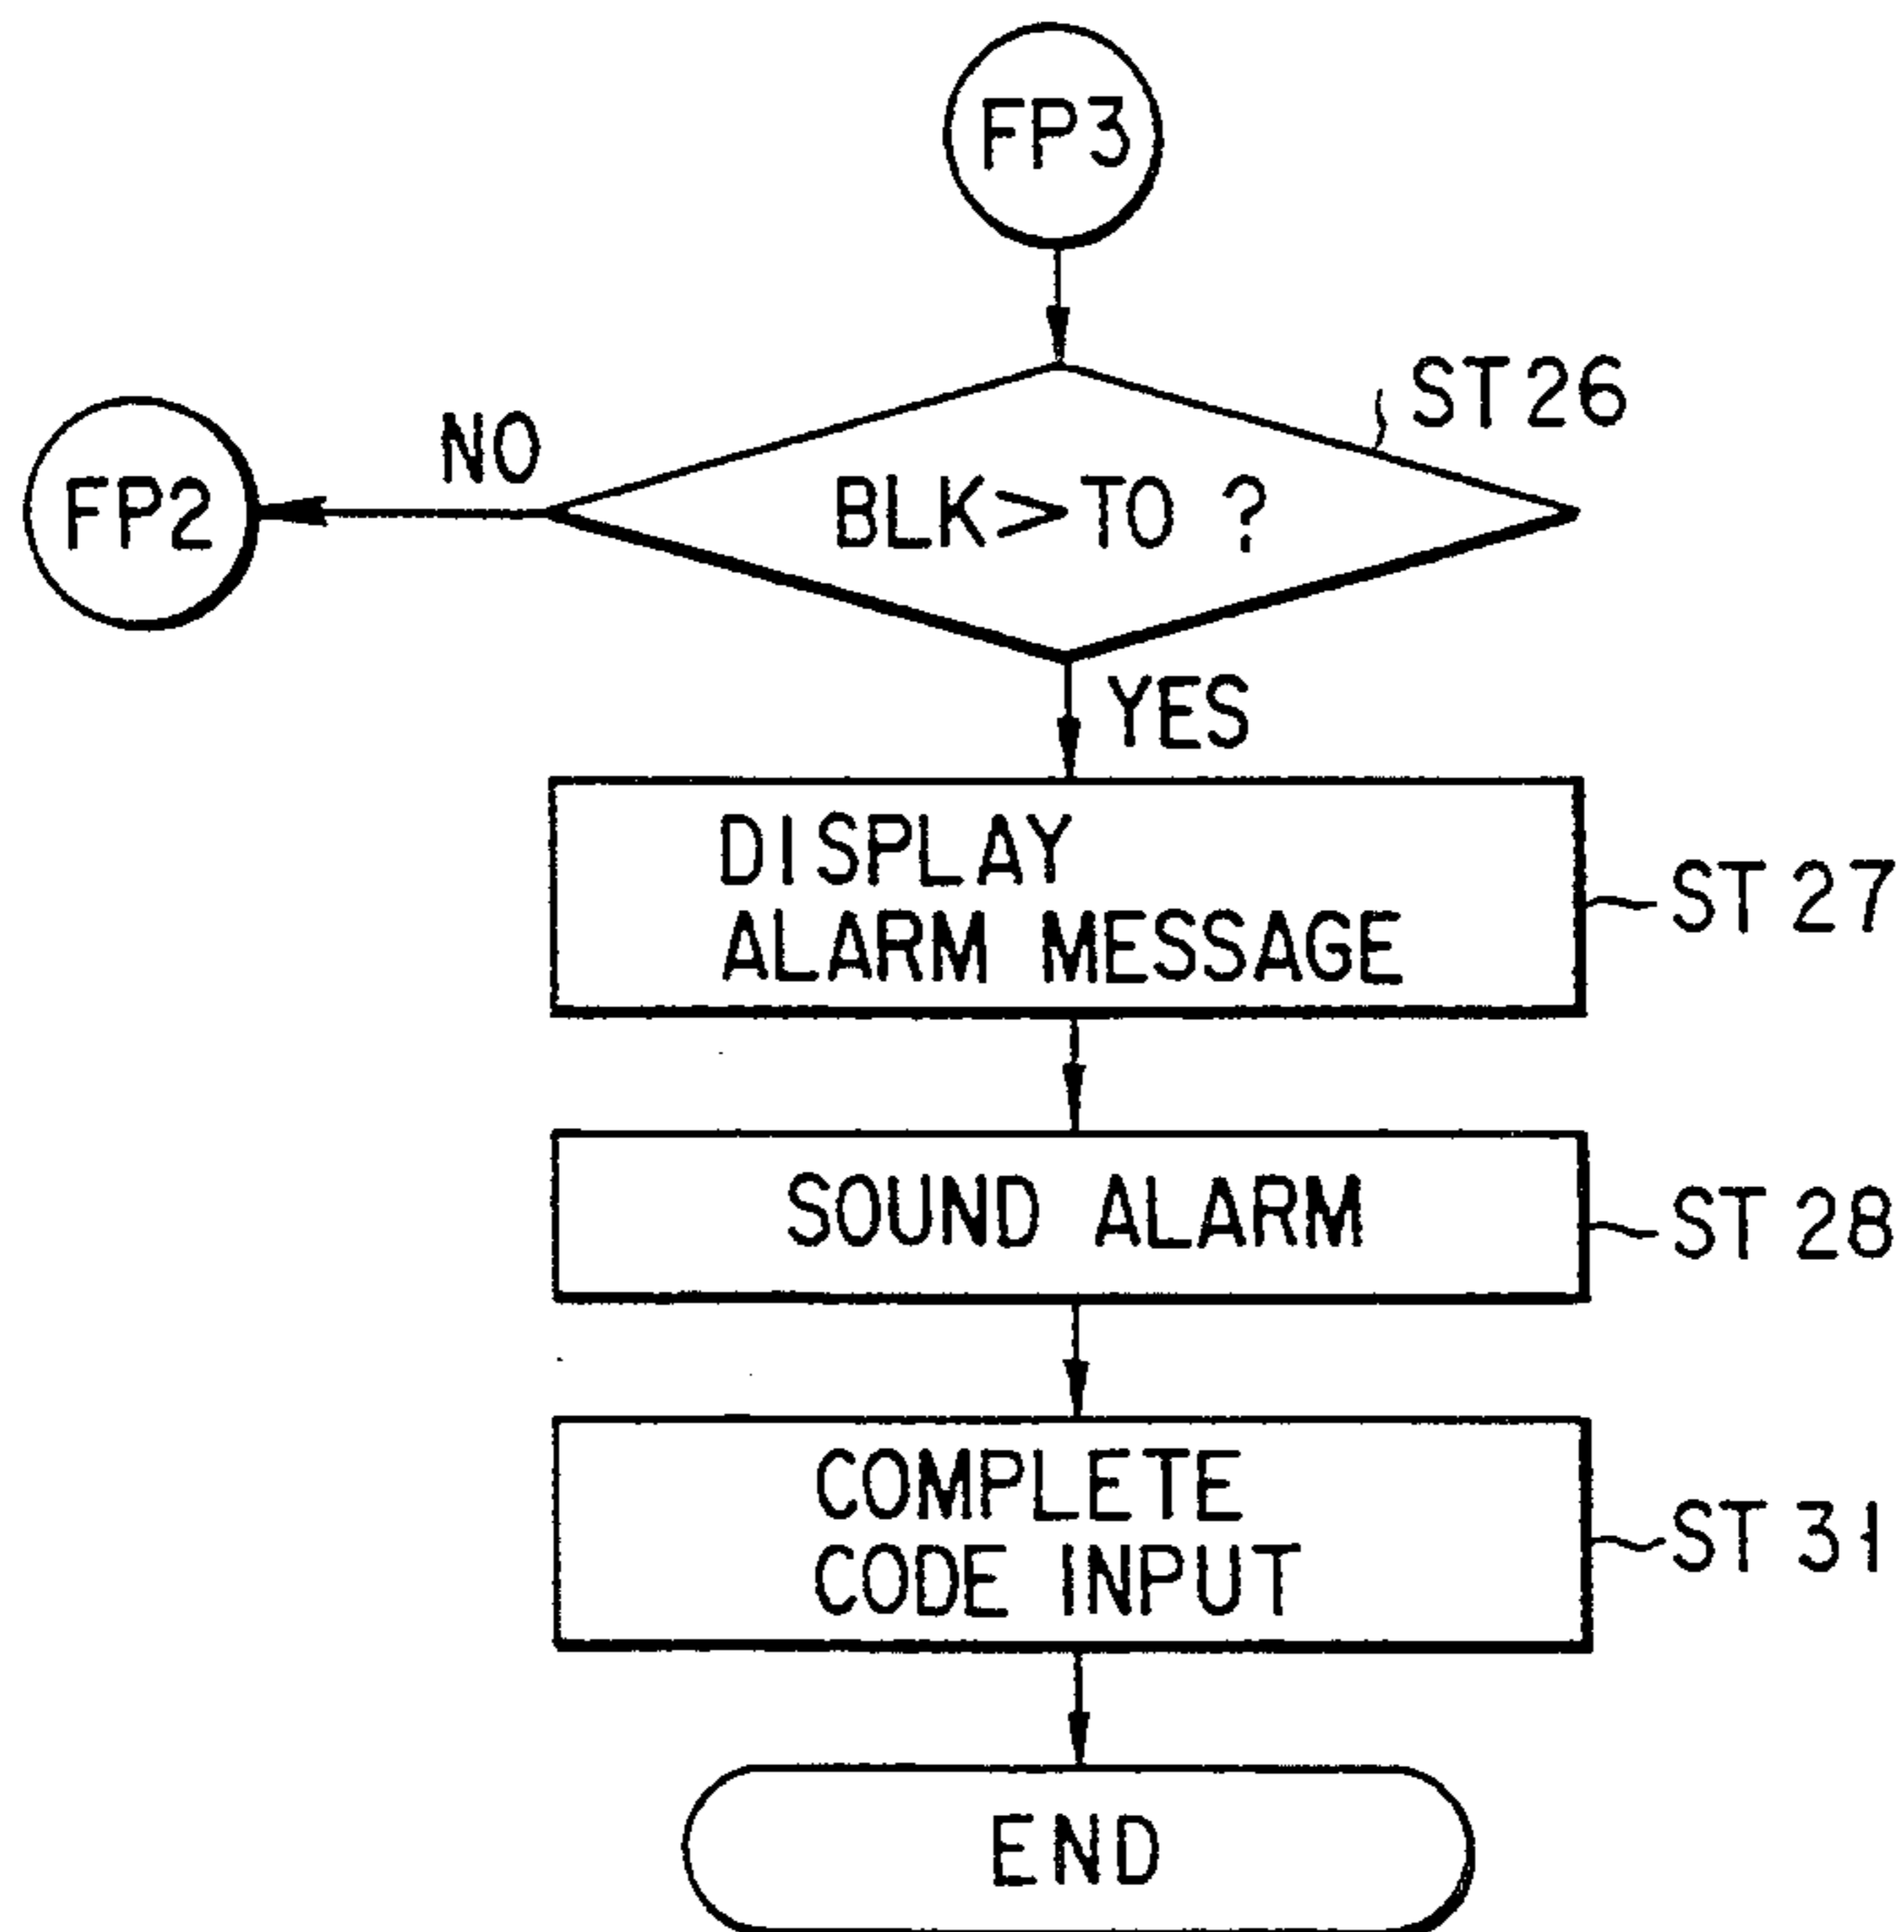 FP3
ST26
NO
FP2
BLK>TO ?
YES
DISPLAY
ALARM MESSAGE
ST 27
SOUND ALARM
ST 28
COMPLETE
CODE INPUT
ST 31
END